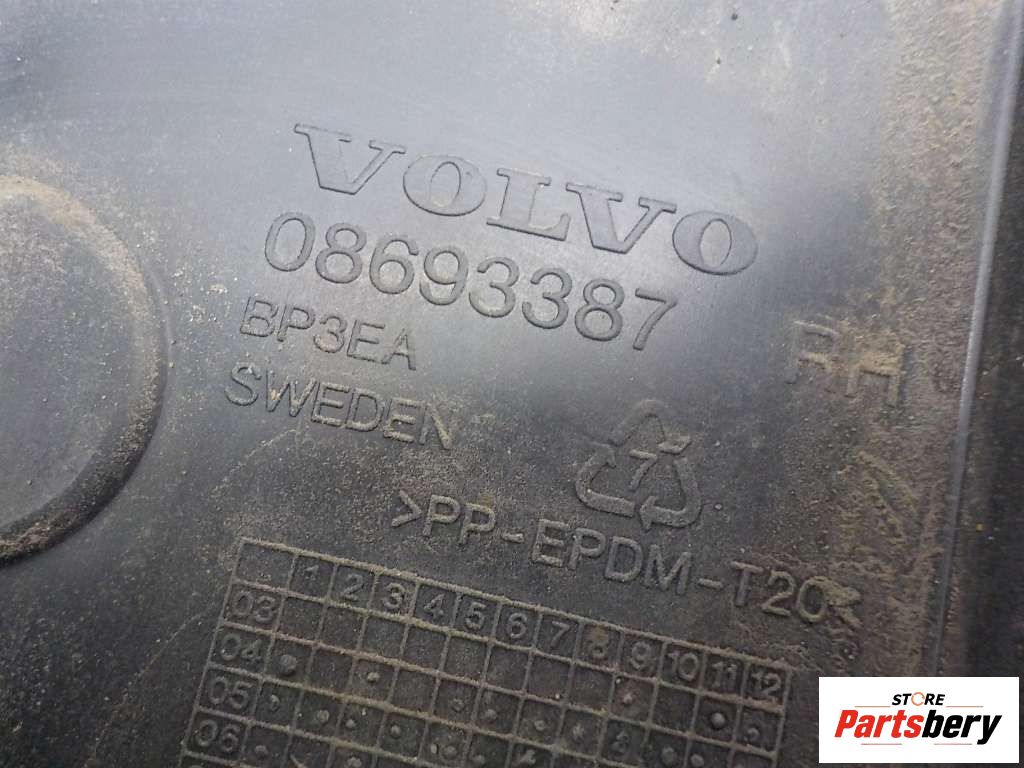 VOLVO
08693387
BP3EA
RH
SWEDEN
7
>PP-EPDM-T20<
1 2 3 4 5 6 7 8 9 10 11 12
03
04
05
06
STORE
Partsbery